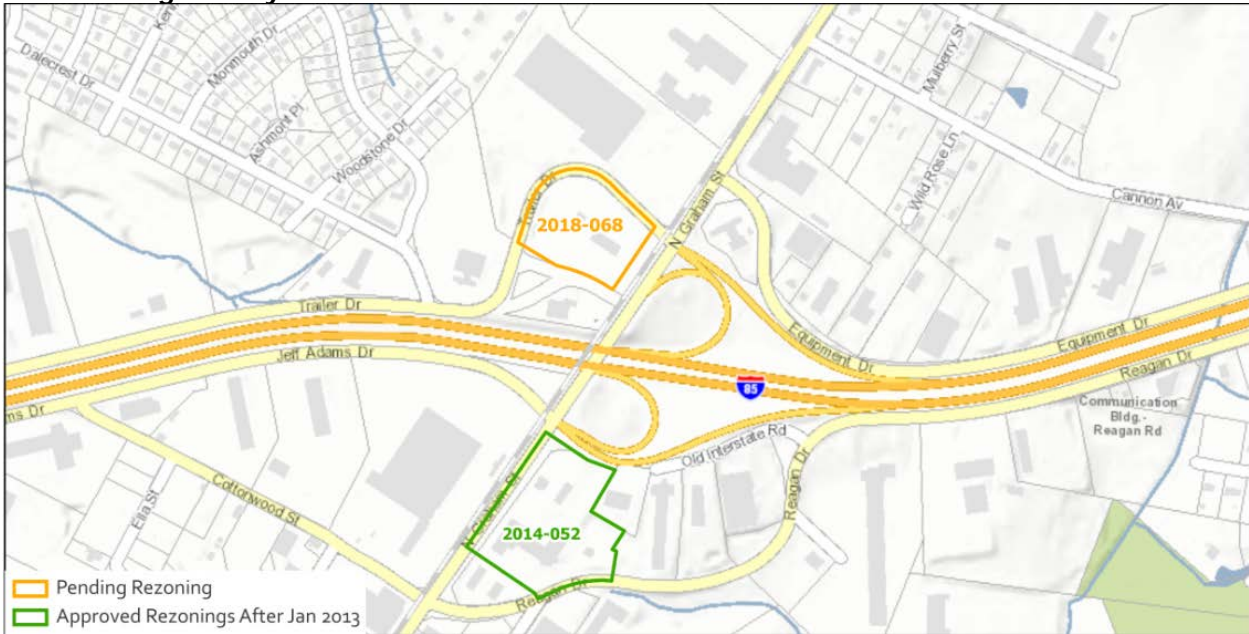 Dalecrest Dr
Monmouth Dr
Ashmont Pl
Woodstone Dr
Mulberry St
Wild Rose Ln
Cannon Av
Trailer Dr
2018-068
N Graham St
Trailer Dr
Jeff Adams Dr
Equipment Dr
Equipment Dr
Reagan Dr
85
Communication
Bldg.-
Reagan Rd
Old Interstate Rd
Reagan Dr
Cottonwood St
Ella St
N Graham St
2014-052
Reagan Dr
Pending Rezoning
Approved Rezonings After Jan 2013